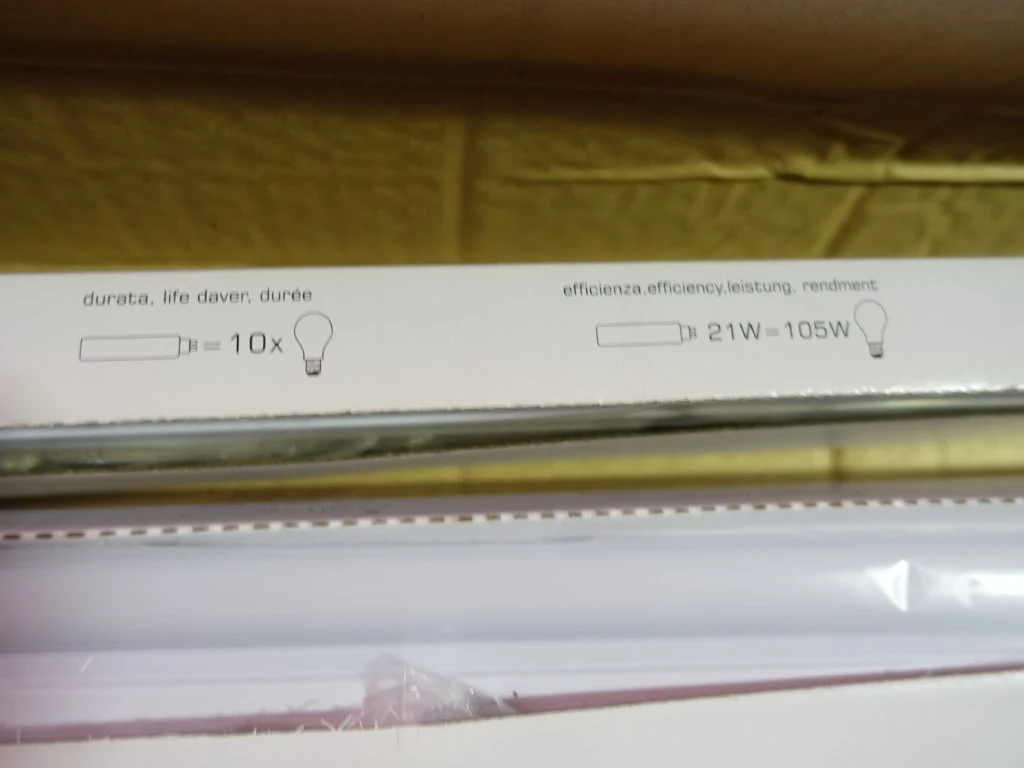 durata, life daver, durée
= 10x
efficienza,efficiency,leistung, rendment
21W=105W